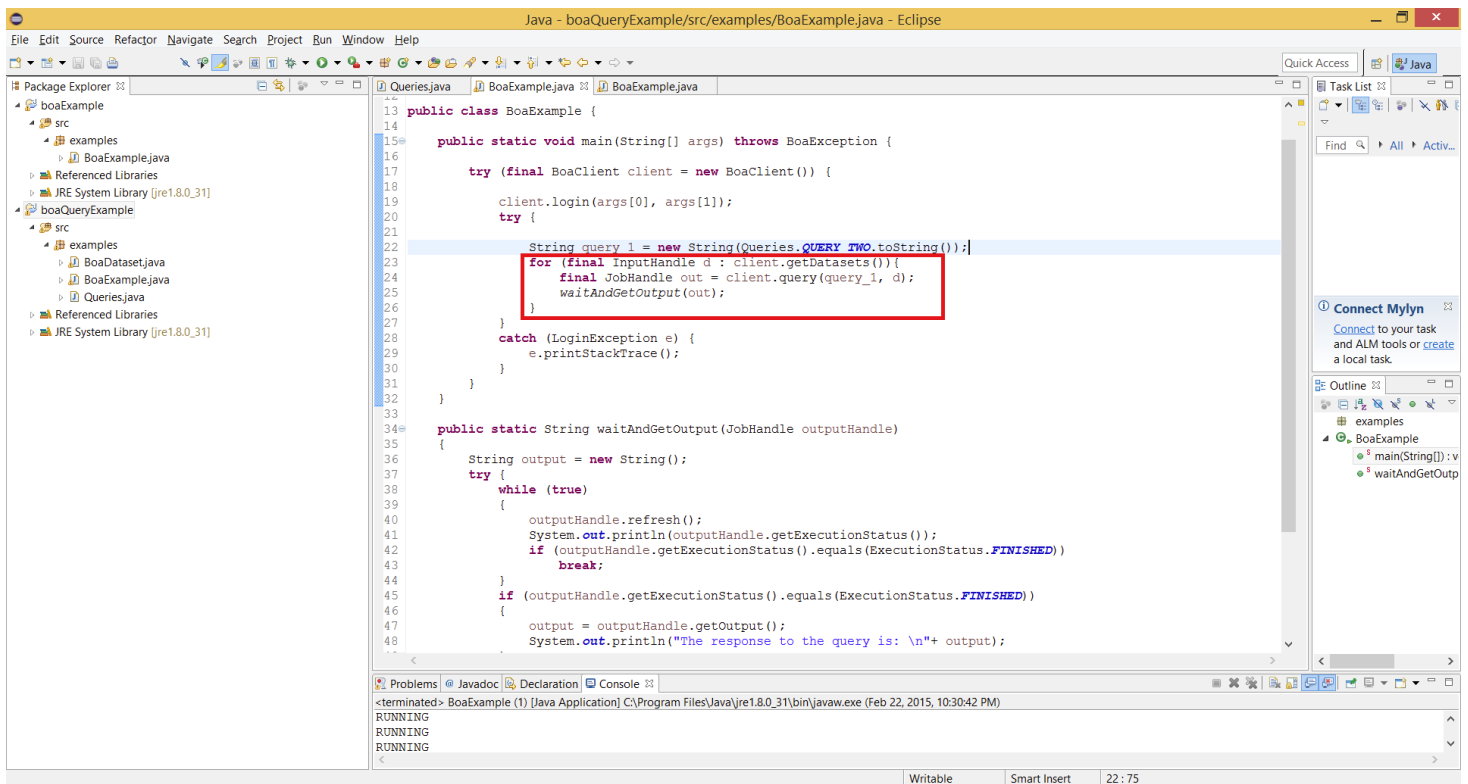 Java - boaQueryExample/src/examples/BoaExample.java - Eclipse
File Edit Source Refactor Navigate Search Project Run Window Help
Quick Access
Java
Package Explorer
boaExample
src
examples
BoaExample.java
Referenced Libraries
JRE System Library [jre1.8.0_31]
boaQueryExample
src
examples
BoaDataset.java
BoaExample.java
Queries.java
Referenced Libraries
JRE System Library [jre1.8.0_31]
Queries.java BoaExample.java BoaExample.java
12
13 public class BoaExample {
14
15 public static void main(String[] args) throws BoaException {
16
17 try (final BoaClient client = new BoaClient()) {
18
19 client.login(args[0], args[1]);
20 try {
21
22 String query_1 = new String(Queries.QUERY_TWO.toString());
23 for (final InputHandle d : client.getDatasets()){
24 final JobHandle out = client.query(query_1, d);
25 waitAndGetOutput(out);
26 }
27 }
28 catch (LoginException e) {
29 e.printStackTrace();
30 }
31 }
32 }
33
34 public static String waitAndGetOutput(JobHandle outputHandle)
35 {
36 String output = new String();
37 try {
38 while (true)
39 {
40 outputHandle.refresh();
41 System.out.println(outputHandle.getExecutionStatus());
42 if (outputHandle.getExecutionStatus().equals(ExecutionStatus.FINISHED))
43 break;
44 }
45 if (outputHandle.getExecutionStatus().equals(ExecutionStatus.FINISHED))
46 {
47 output = outputHandle.getOutput();
48 System.out.println("The response to the query is: \n"+ output);
Task List
Find All Activ...
Connect Mylyn
Connect to your task
and ALM tools or create
a local task.
Outline
examples
BoaExample
main(String[]) : v
waitAndGetOutp
Problems Javadoc Declaration Console
<terminated> BoaExample (1) [Java Application] C:\Program Files\Java\jre1.8.0_31\bin\javaw.exe (Feb 22, 2015, 10:30:42 PM)
RUNNING
RUNNING
RUNNING
Writable Smart Insert 22 : 75